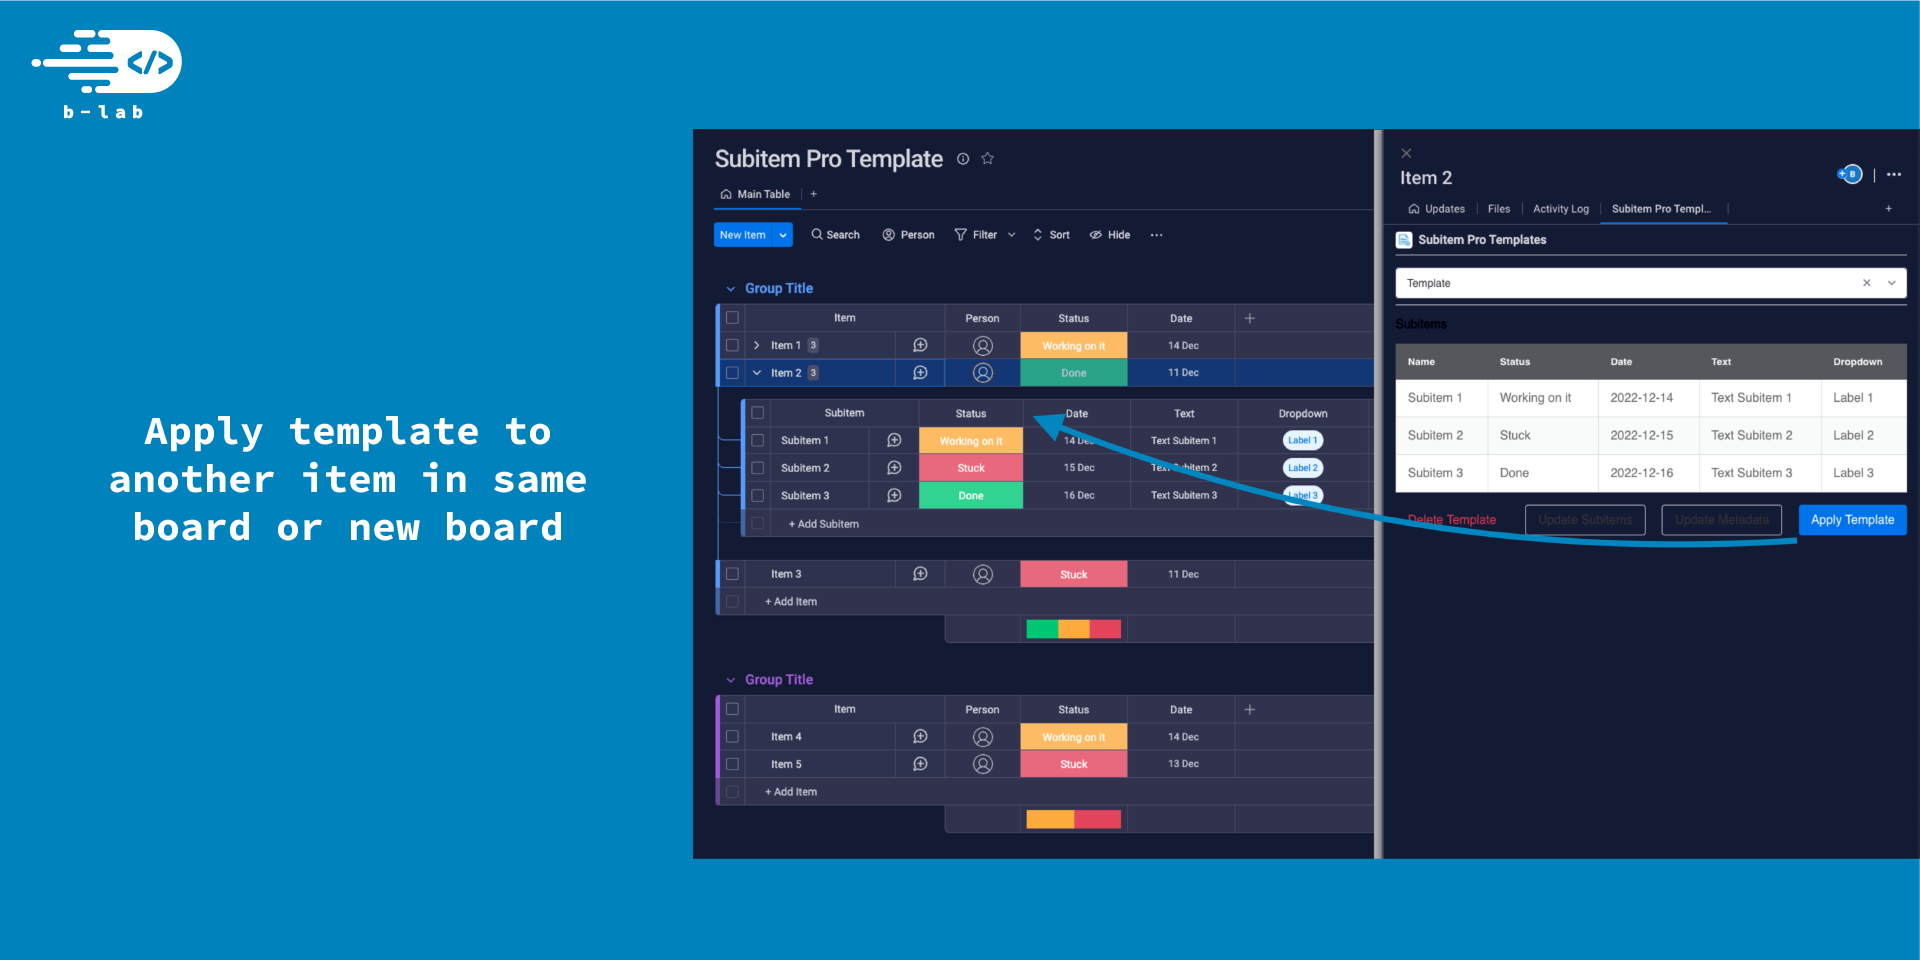 </>
b-lab
Apply template to
another item in same
board or new board
Subitem Pro Template
Main Table +
New Item Search Person Filter Sort Hide ...
Group Title
Item Person Status Date +
Item 1 3 Working on it 14 Dec
Item 2 3 Done 11 Dec
Subitem Status Date Text Dropdown
Subitem 1 Working on it 14 Dec Text Subitem 1 Label 1
Subitem 2 Stuck 15 Dec Text Subitem 2 Label 2
Subitem 3 Done 16 Dec Text Subitem 3 Label 3
+ Add Subitem
Item 3 Stuck 11 Dec
+ Add Item
Group Title
Item Person Status Date +
Item 4 Working on it 14 Dec
Item 5 Stuck 13 Dec
+ Add Item
Item 2
B
Updates Files Activity Log Subitem Pro Templ... +
Subitem Pro Templates
Template
Subitems
Name Status Date Text Dropdown
Subitem 1 Working on it 2022-12-14 Text Subitem 1 Label 1
Subitem 2 Stuck 2022-12-15 Text Subitem 2 Label 2
Subitem 3 Done 2022-12-16 Text Subitem 3 Label 3
Delete Template Update Subitems Update Metadata Apply Template